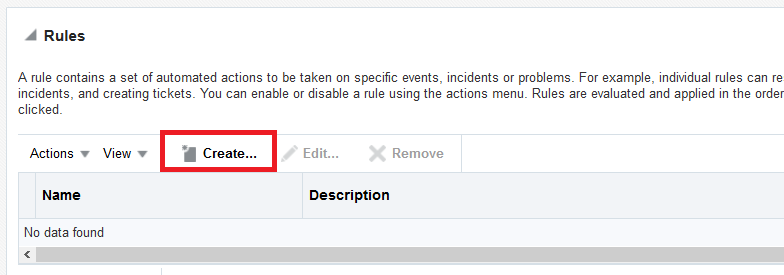 Rules
A rule contains a set of automated actions to be taken on specific events, incidents or problems. For example, individual rules can re
incidents, and creating tickets. You can enable or disable a rule using the actions menu. Rules are evaluated and applied in the order
clicked.
Actions View Create... Edit... Remove
Name Description
No data found